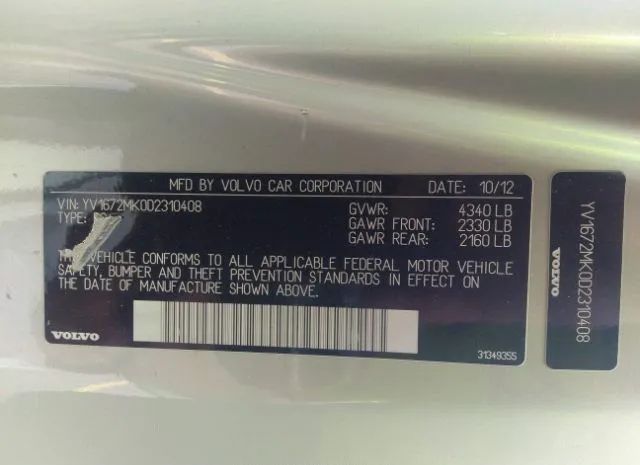 MFD BY VOLVO CAR CORPORATION DATE: 10/12
VIN: YV1672MK0D2310408
TYPE:
GVWR: 4340 LB
GAWR FRONT: 2330 LB
GAWR REAR: 2160 LB
VEHICLE CONFORMS TO ALL APPLICABLE FEDERAL MOTOR VEHICLE
SAFETY, BUMPER AND THEFT PREVENTION STANDARDS IN EFFECT ON
THE DATE OF MANUFACTURE SHOWN ABOVE.
VOLVO
31349355
YV1672MK0D2310408
VOLVO